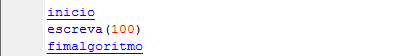 inicio
escreva(100)
fimalgoritmo